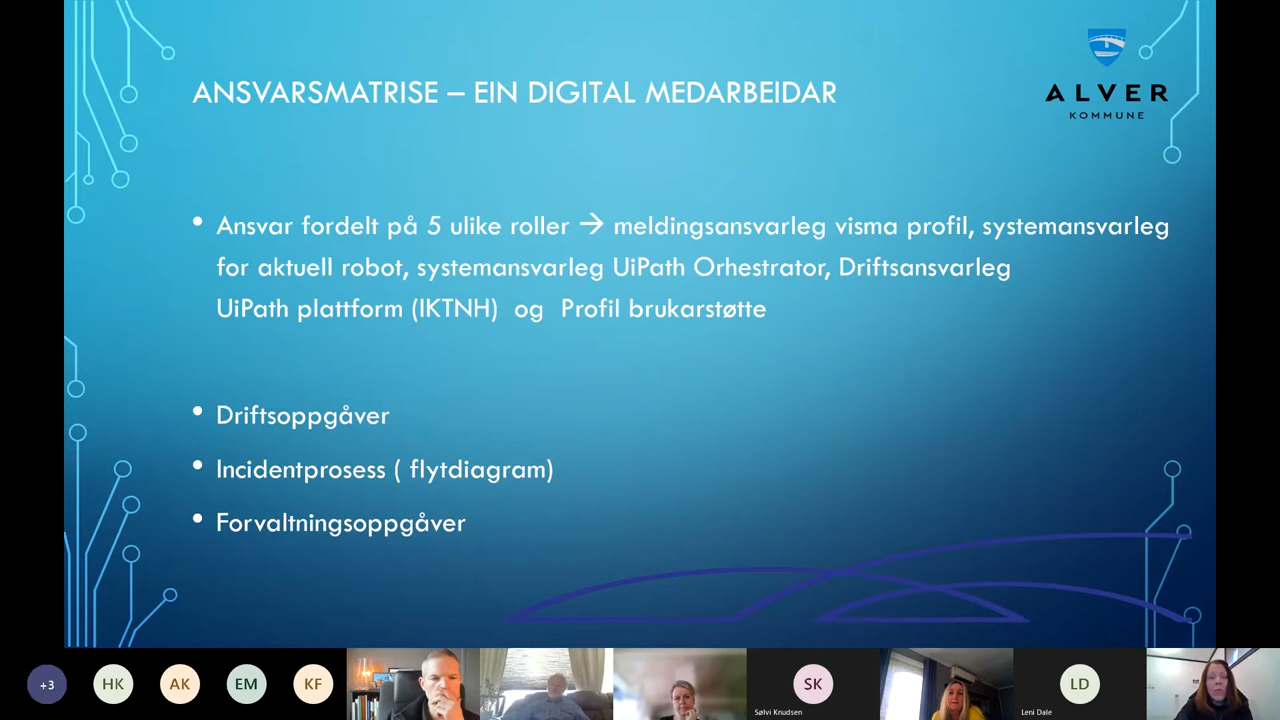 ANSVARSMATRISE – EIN DIGITAL MEDARBEIDAR
ALVER
KOMMUNE
• Ansvar fordelt på 5 ulike roller → meldingsansvarleg visma profil, systemansvarleg
for aktuell robot, systemansvarleg UiPath Orhestrator, Driftsansvarleg
UiPath plattform (IKTNH) og Profil brukarstøtte
• Driftsoppgåver
• Incidentprosess ( flytdiagram)
• Forvaltningsoppgåver
+3
HK
AK
EM
KF
SK
Sølvi Knudsen
LD
Leni Dale